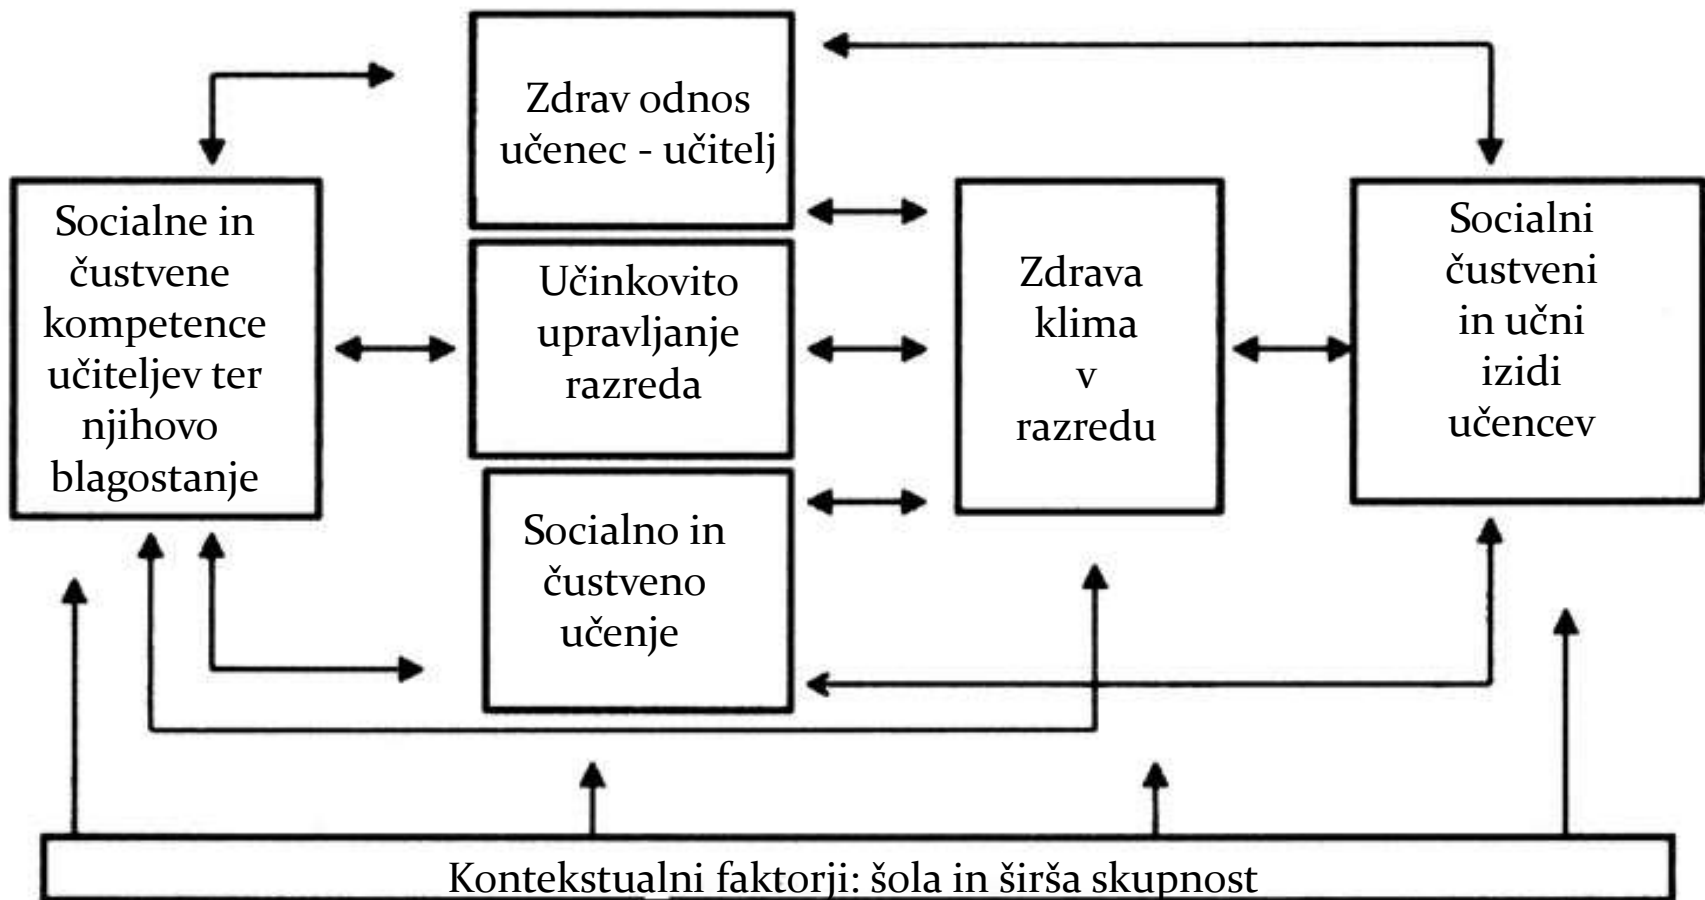 Zdrav odnos
učenec - učitelj
Socialne in
čustvene
kompetence
učiteljev ter
njihovo
blagostanje
Učinkovito
upravljanje
razreda
Socialno in
čustveno
učenje
Zdrava
klima
v
razredu
Socialni
čustveni
in učni
izidi
učencev
Kontekstualni faktorji: šola in širša skupnost